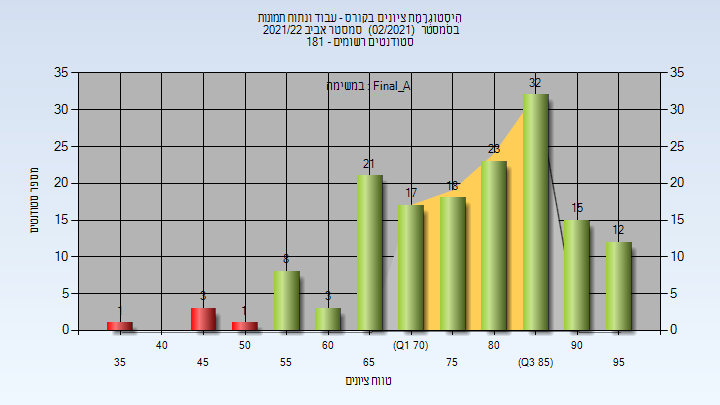 היסטוגרמת ציונים בקורס - עבוד ונתוח תמונות
בסמסטר (02/2021) סמסטר אביב 2021/22
סטודנטים רשומים - 181
במשימה : Final_A
35 35
30 30
25 25
20 20
15 15
10 10
5 5
0 0
מספר סטודנטים
1 3 1 8 3 21 17 18 23 32 15 12
40 50 60 (Q1 70) 80 90
35 45 55 65 75 (Q3 85) 95
טווח ציונים